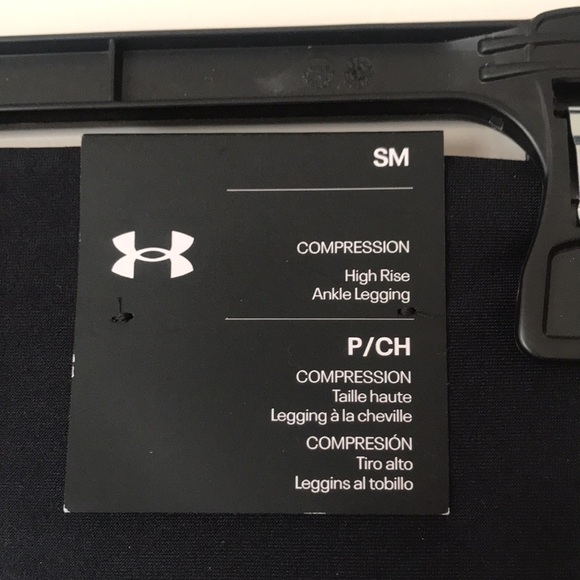 SM
COMPRESSION
High Rise
Ankle Legging
P/CH
COMPRESSION
Taille haute
Legging à la cheville
COMPRESIÓN
Tiro alto
Leggins al tobillo